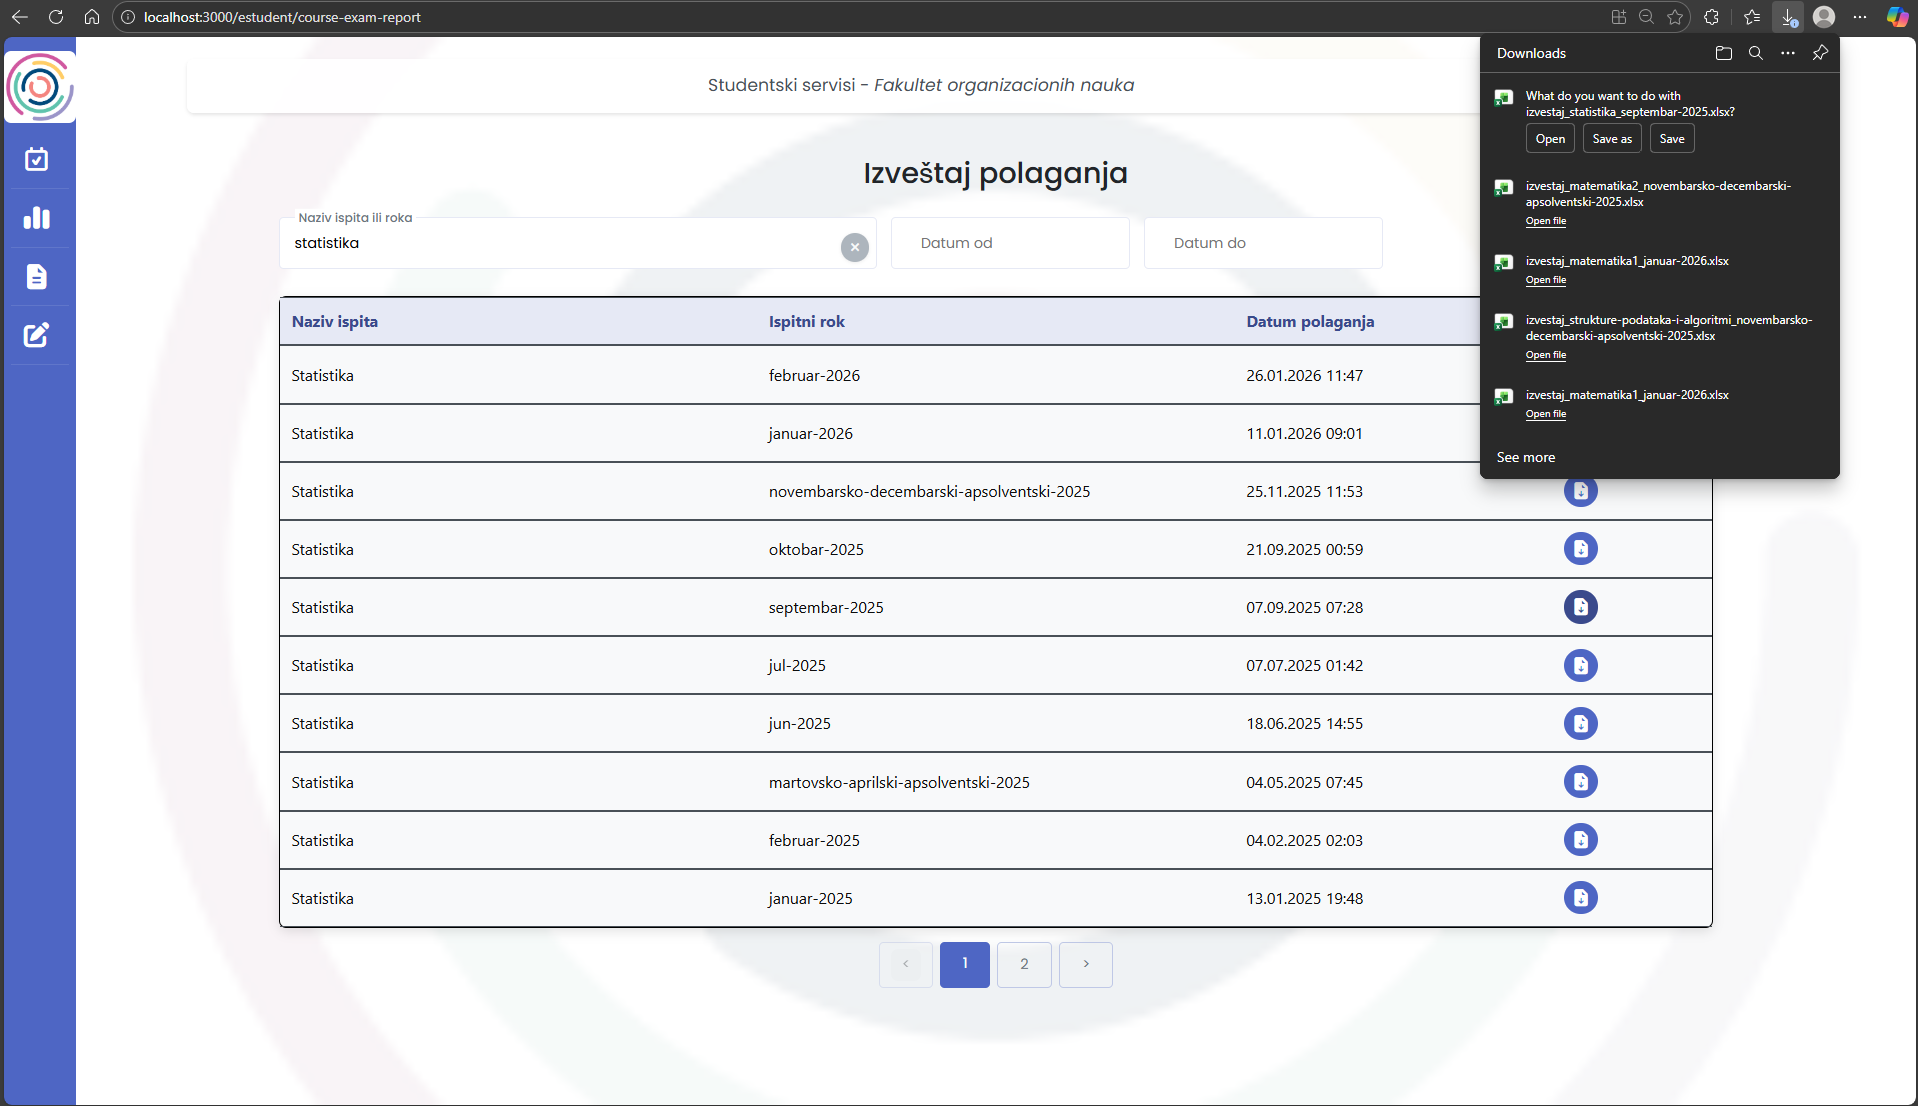 localhost:3000/estudent/course-exam-report
Downloads
What do you want to do with
izvestaj_statistika_septembar-2025.xlsx?
Open
Save as
Save
izvestaj_matematika2_novembarsko-decembarski-
apsolventski-2025.xlsx
Open file
izvestaj_matematika1_januar-2026.xlsx
Open file
izvestaj_strukture-podataka-i-algoritmi_novembarsko-
decembarski-apsolventski-2025.xlsx
Open file
izvestaj_matematika1_januar-2026.xlsx
Open file
See more
Studentski servisi - Fakultet organizacionih nauka
Izveštaj polaganja
Naziv ispita ili roka
statistika
Datum od
Datum do
Naziv ispita Ispitni rok Datum polaganja
Statistika februar-2026 26.01.2026 11:47
Statistika januar-2026 11.01.2026 09:01
Statistika novembarsko-decembarski-apsolventski-2025 25.11.2025 11:53
Statistika oktobar-2025 21.09.2025 00:59
Statistika septembar-2025 07.09.2025 07:28
Statistika jul-2025 07.07.2025 01:42
Statistika jun-2025 18.06.2025 14:55
Statistika martovsko-aprilski-apsolventski-2025 04.05.2025 07:45
Statistika februar-2025 04.02.2025 02:03
Statistika januar-2025 13.01.2025 19:48
< 1 2 >